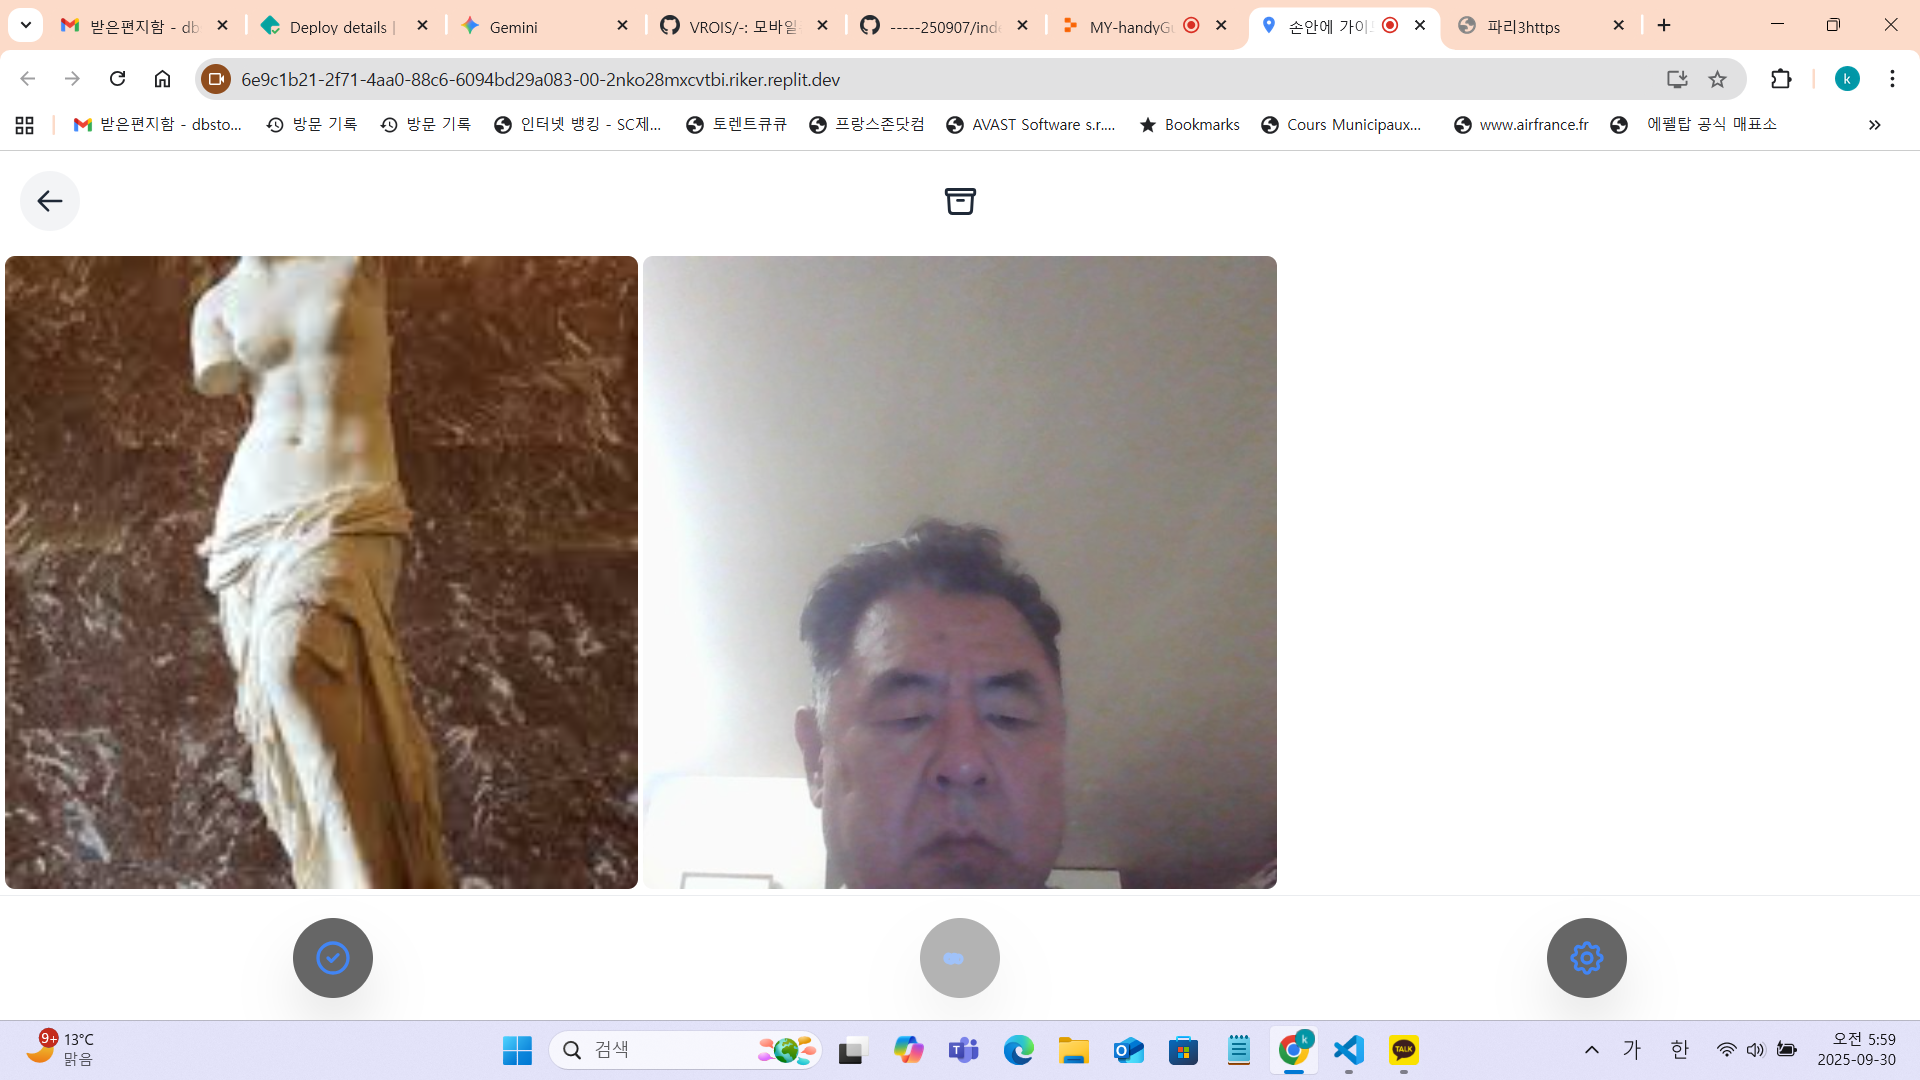 받은편지함 - db
Deploy details |
Gemini
VROIS/-: 모바일
-----250907/inde
MY-handyGu
손안에 가이
파리3https
6e9c1b21-2f71-4aa0-88c6-6094bd29a083-00-2nko28mxcvtbi.riker.replit.dev
k
받은편지함 - dbsto...
방문 기록
방문 기록
인터넷 뱅킹 - SC제...
토렌트큐큐
프랑스존닷컴
AVAST Software s.r....
Bookmarks
Cours Municipaux...
www.airfrance.fr
에펠탑 공식 매표소
9+
13°C
맑음
검색
k
TALK
가
한
오전 5:59
2025-09-30